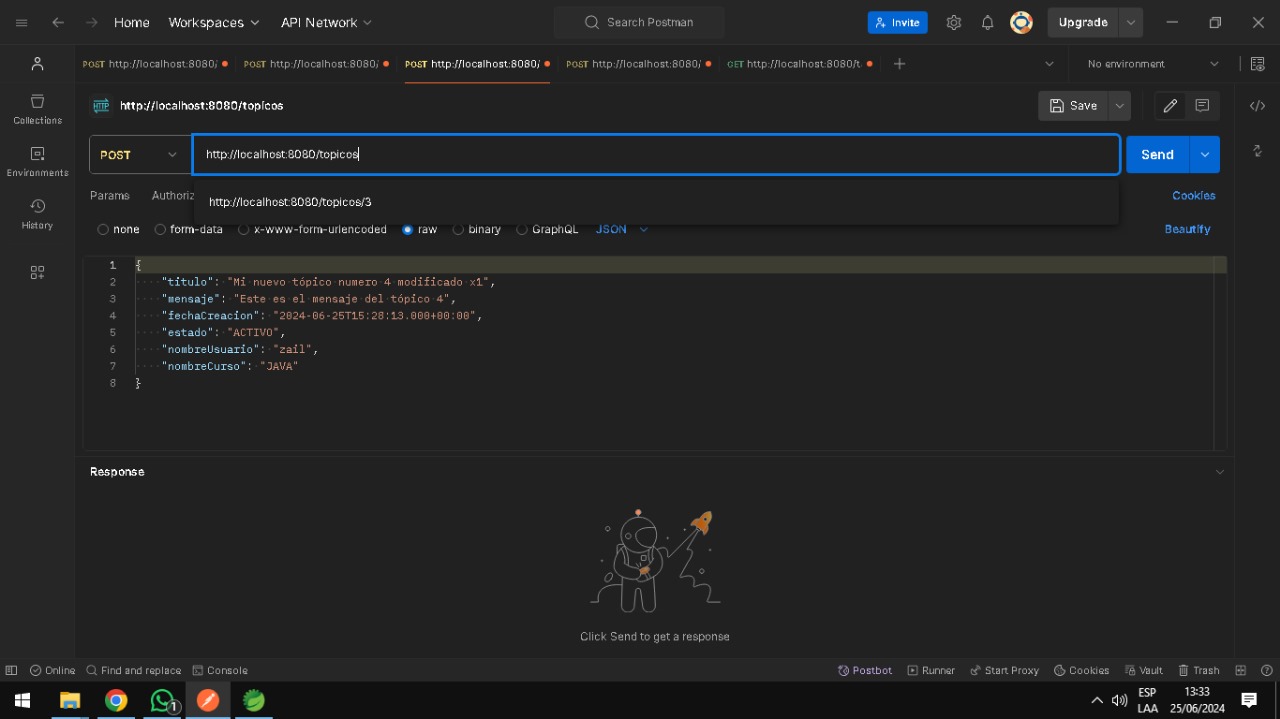 Home Workspaces API Network Search Postman Invite Upgrade
POST http://localhost:8080/ POST http://localhost:8080/ POST http://localhost:8080/ POST http://localhost:8080/ GET http://localhost:8080/t No environment
HTTP http://localhost:8080/topicos Save
Collections
Environments
History
POST http://localhost:8080/topicos Send
Params Authoriz Cookies
http://localhost:8080/topicos/3
none form-data x-www-form-urlencoded raw binary GraphQL JSON Beautify
1 {
2 "titulo": "Mi nuevo tópico numero 4 modificado x1",
3 "mensaje": "Este es el mensaje del tópico 4",
4 "fechaCreacion": "2024-06-25T15:28:13.000+00:00",
5 "estado": "ACTIVO",
6 "nombreUsuario": "zail",
7 "nombreCurso": "JAVA"
8 }
Response
Click Send to get a response
Online Find and replace Console Postbot Runner Start Proxy Cookies Vault Trash
1 ESP LAA 13:33 25/06/2024